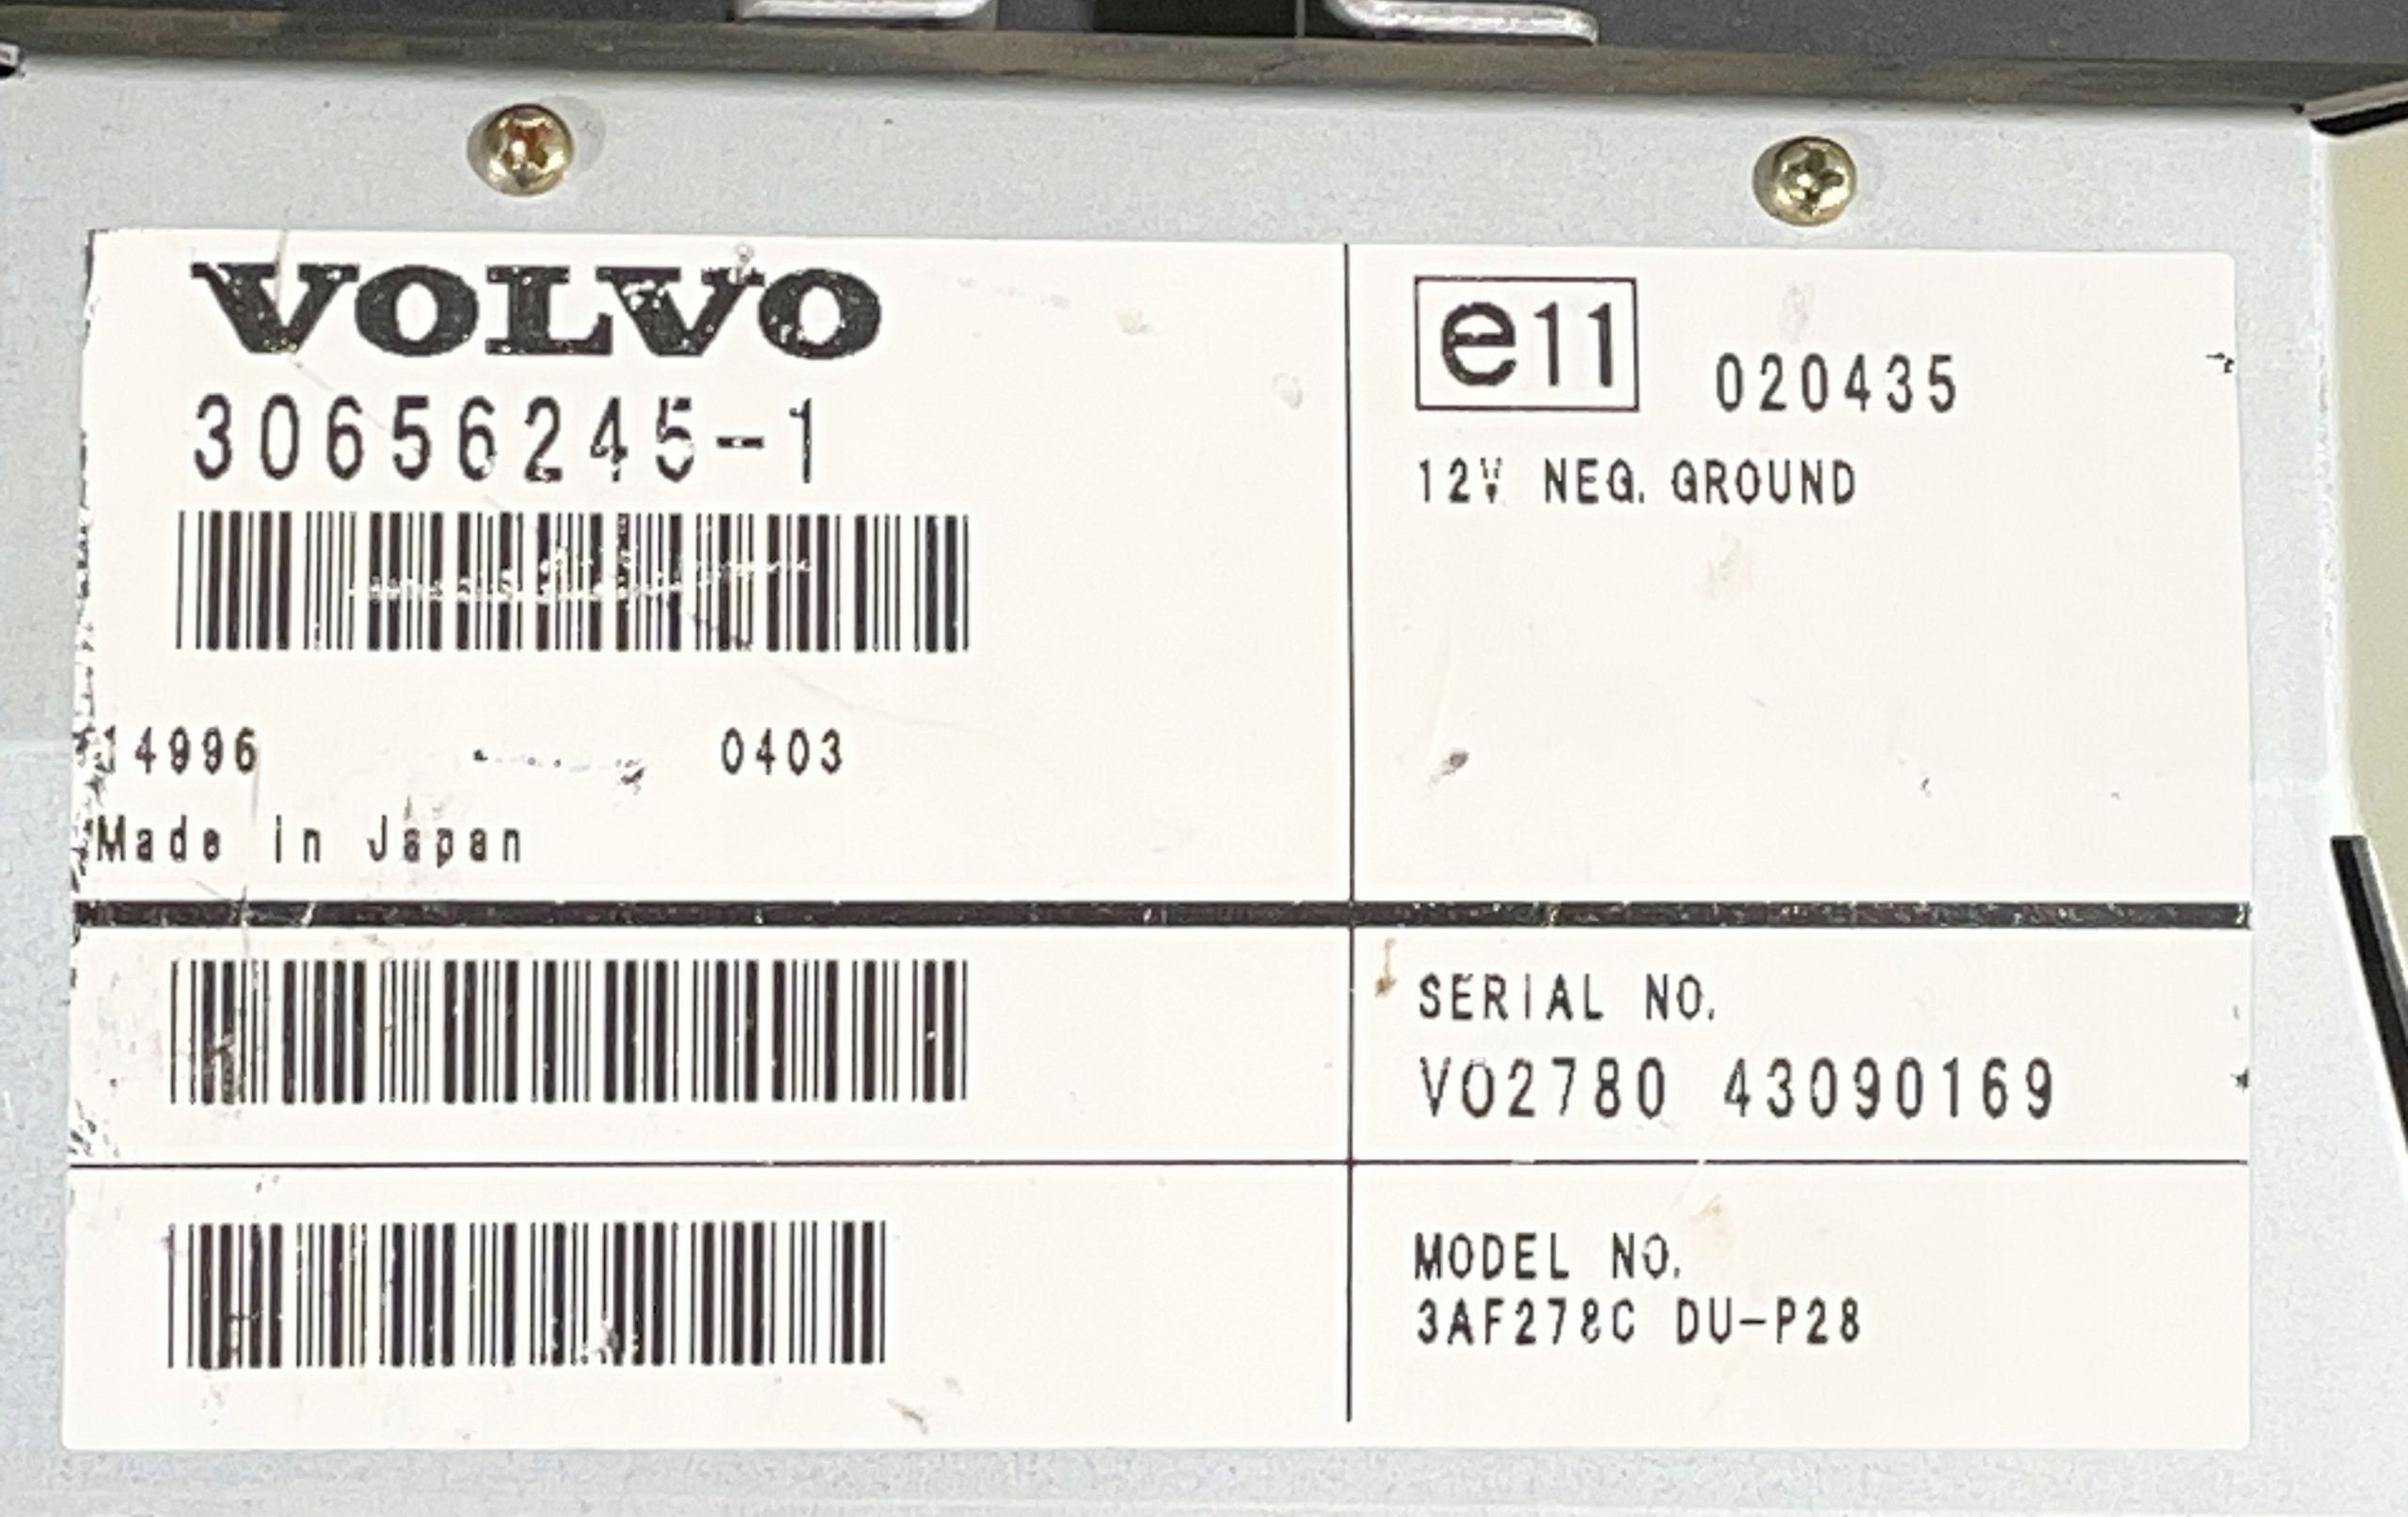 VOLVO
30656245-1
14996 0403
Made in Japan
e11 020435
12V NEG. GROUND
SERIAL NO.
VO2780 43090169
MODEL NO.
3AF278C DU-P28